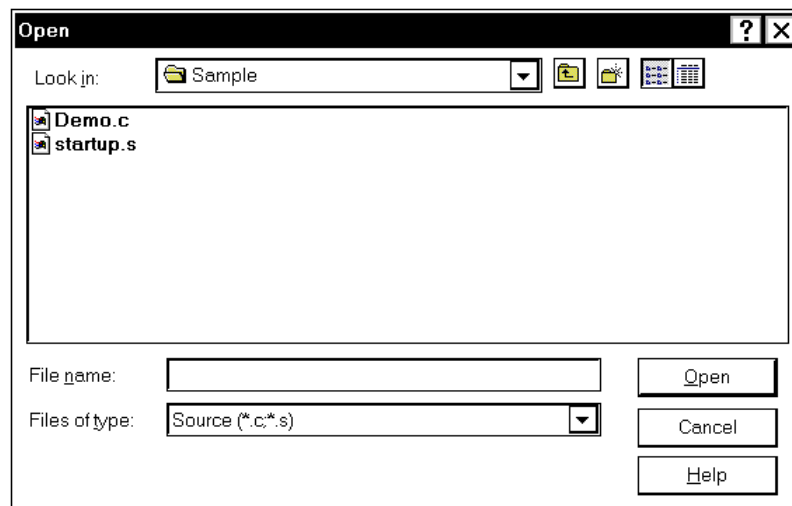 Open
Look in: Sample
Demo.c
startup.s
File name:
Open
Files of type: Source (*.c;*.s)
Cancel
Help